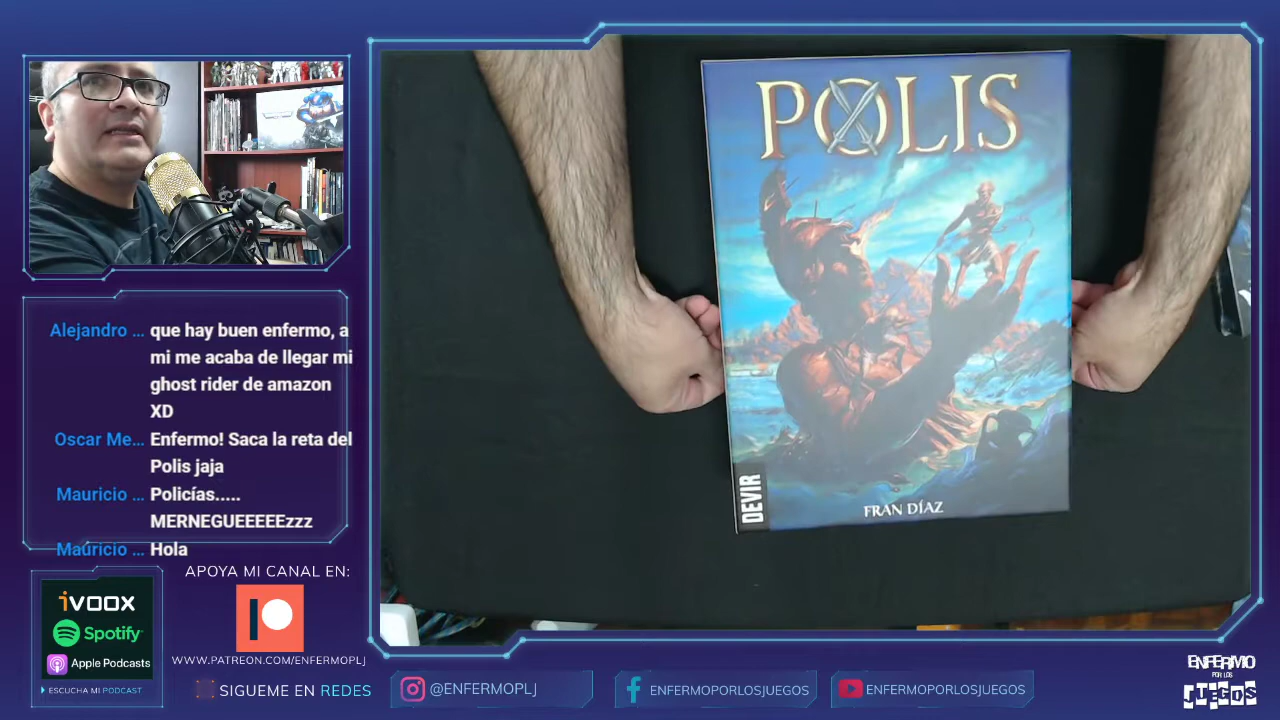 POLIS
DEVIR
FRAN DÍAZ
Alejandro ... que hay buen enfermo, a
mi me acaba de llegar mi
ghost rider de amazon
XD
Oscar Me... Enfermo! Saca la reta del
Polis jaja
Mauricio ... Policías.....
MERNEGUEEEEEzzz
Mauricio ... Hola
APOYA MI CANAL EN:
WWW.PATREON.COM/ENFERMOPLJ
iVOOX
Spotify
Apple Podcasts
ESCUCHA MI PODCAST
SIGUEME EN REDES
@ENFERMOPLJ
ENFERMOPORLOSJUEGOS
ENFERMOPORLOSJUEGOS
ENFERMO
POR LOS
JUEGOS